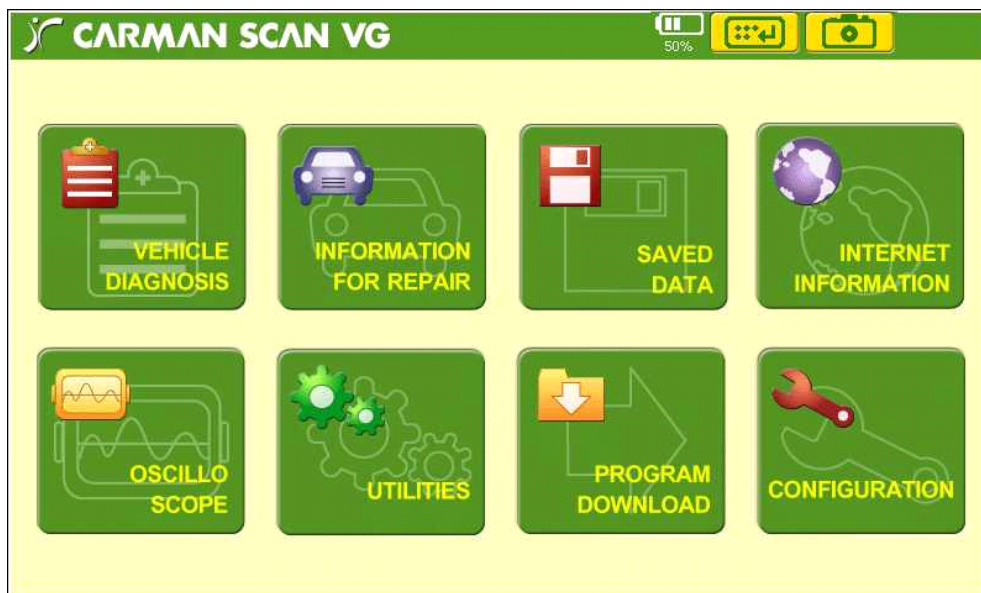 CARMAN SCAN VG
50%
VEHICLE
DIAGNOSIS
INFORMATION
FOR REPAIR
SAVED
DATA
INTERNET
INFORMATION
OSCILLO
SCOPE
UTILITIES
PROGRAM
DOWNLOAD
CONFIGURATION